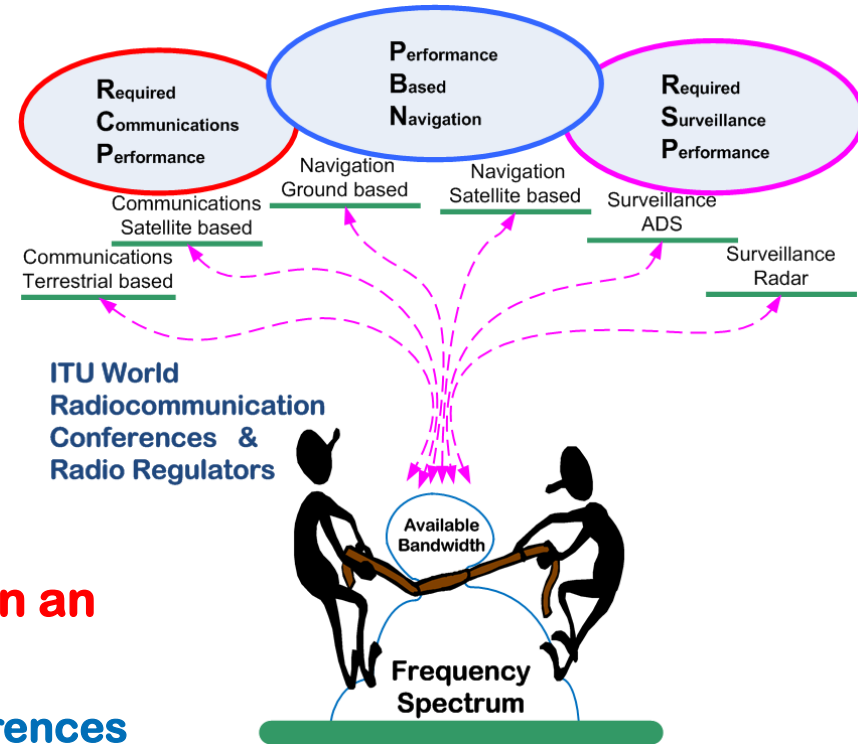 Required
Communications
Performance
Performance
Based
Navigation
Required
Surveillance
Performance
Communications
Terrestrial based
Communications
Satellite based
Navigation
Ground based
Navigation
Satellite based
Surveillance
ADS
Surveillance
Radar
ITU World
Radiocommunication
Conferences &
Radio Regulators
Available
Bandwidth
Frequency
Spectrum
an